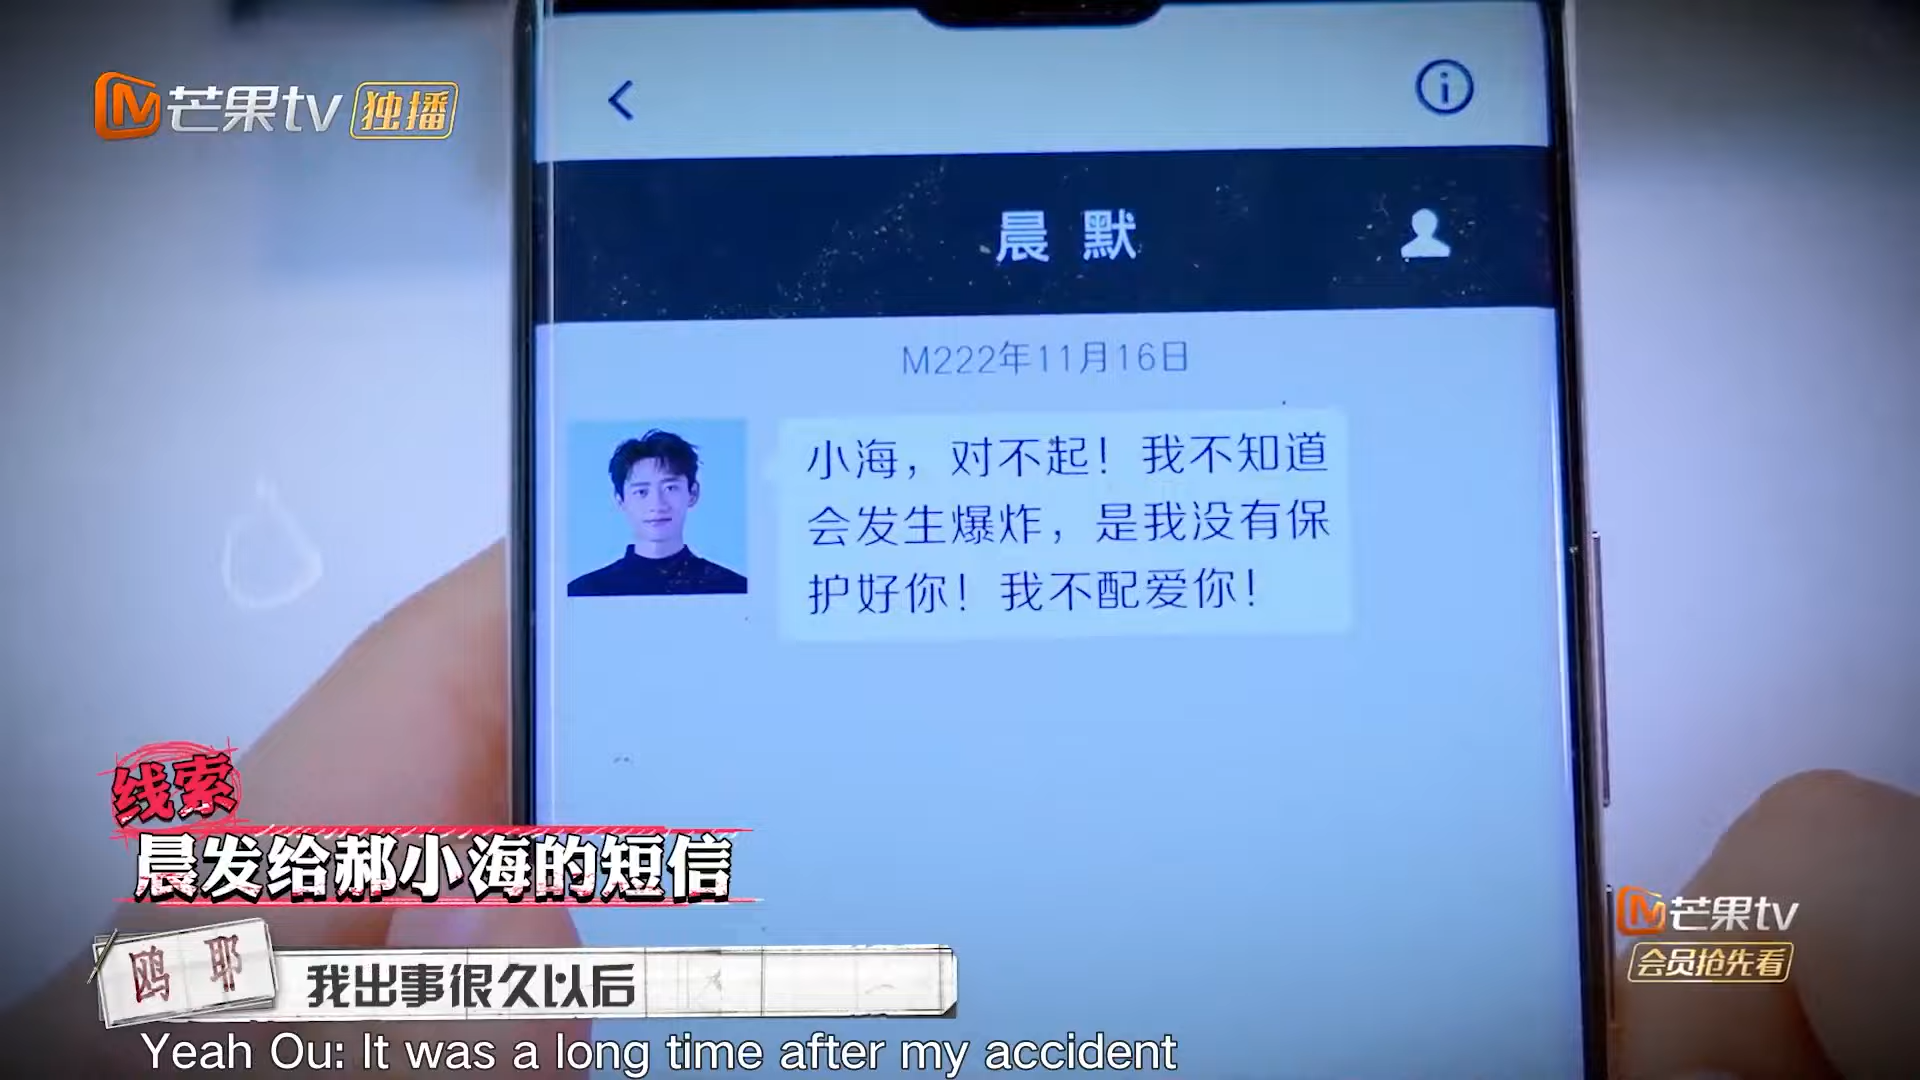 芒果tv 独播
晨 默
M222年11月16日
小海，对不起！我不知道
会发生爆炸，是我没有保
护好你！我不配爱你！
线索
晨发给郝小海的短信
鸥 耶
我出事很久以后
Yeah Ou: It was a long time after my accident
芒果tv
会员抢先看